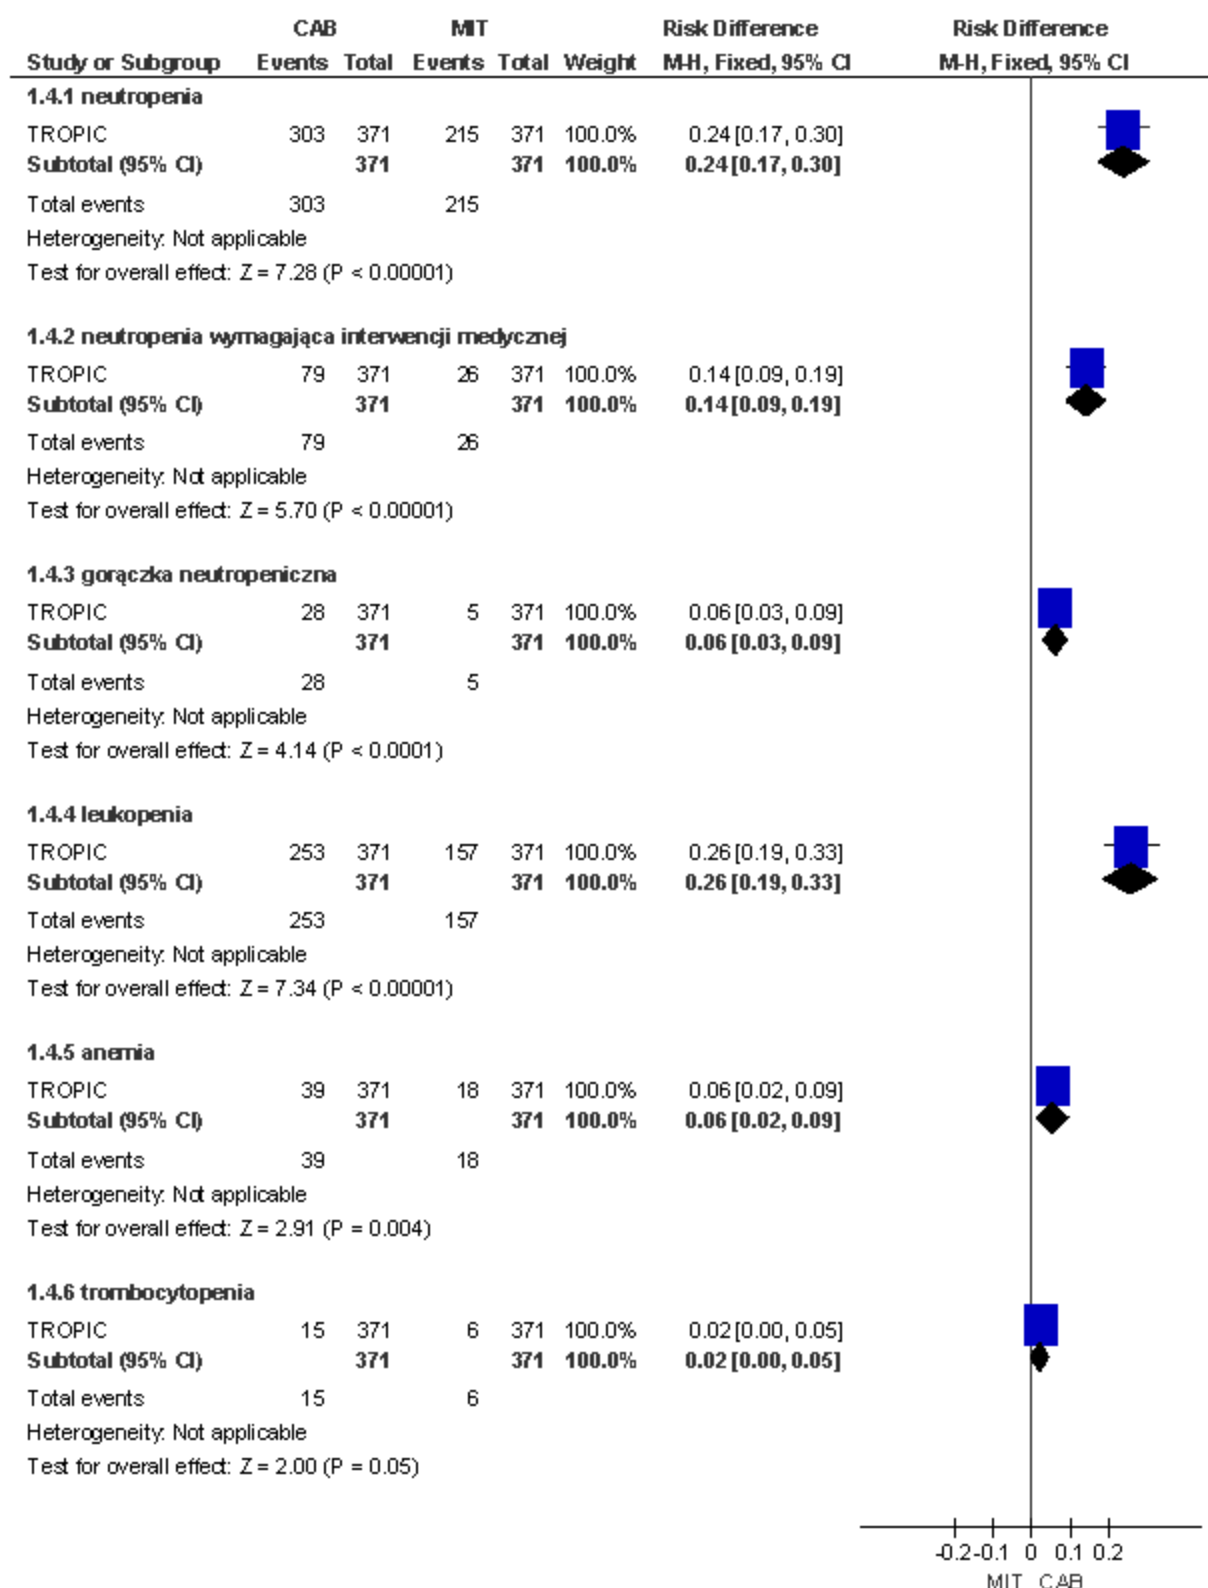 CAB MIT Risk Difference Risk Difference
Study or Subgroup Events Total Events Total Weight M-H, Fixed, 95% CI M-H, Fixed, 95% CI
1.4.1 neutropenia
TROPIC 303 371 215 371 100.0% 0.24 [0.17, 0.30]
Subtotal (95% CI) 371 371 100.0% 0.24 [0.17, 0.30]
Total events 303 215
Heterogeneity: Not applicable
Test for overall effect: Z = 7.28 (P < 0.00001)
1.4.2 neutropenia wymagająca interwencji medycznej
TROPIC 79 371 26 371 100.0% 0.14 [0.09, 0.19]
Subtotal (95% CI) 371 371 100.0% 0.14 [0.09, 0.19]
Total events 79 26
Heterogeneity: Not applicable
Test for overall effect: Z = 5.70 (P < 0.00001)
1.4.3 gorączka neutropeniczna
TROPIC 28 371 5 371 100.0% 0.06 [0.03, 0.09]
Subtotal (95% CI) 371 371 100.0% 0.06 [0.03, 0.09]
Total events 28 5
Heterogeneity: Not applicable
Test for overall effect: Z = 4.14 (P < 0.0001)
1.4.4 leukopenia
TROPIC 253 371 157 371 100.0% 0.26 [0.19, 0.33]
Subtotal (95% CI) 371 371 100.0% 0.26 [0.19, 0.33]
Total events 253 157
Heterogeneity: Not applicable
Test for overall effect: Z = 7.34 (P < 0.00001)
1.4.5 anemia
TROPIC 39 371 18 371 100.0% 0.06 [0.02, 0.09]
Subtotal (95% CI) 371 371 100.0% 0.06 [0.02, 0.09]
Total events 39 18
Heterogeneity: Not applicable
Test for overall effect: Z = 2.91 (P = 0.004)
1.4.6 trombocytopenia
TROPIC 15 371 6 371 100.0% 0.02 [0.00, 0.05]
Subtotal (95% CI) 371 371 100.0% 0.02 [0.00, 0.05]
Total events 15 6
Heterogeneity: Not applicable
Test for overall effect: Z = 2.00 (P = 0.05)
-0.2 -0.1 0 0.1 0.2
MIT CAB